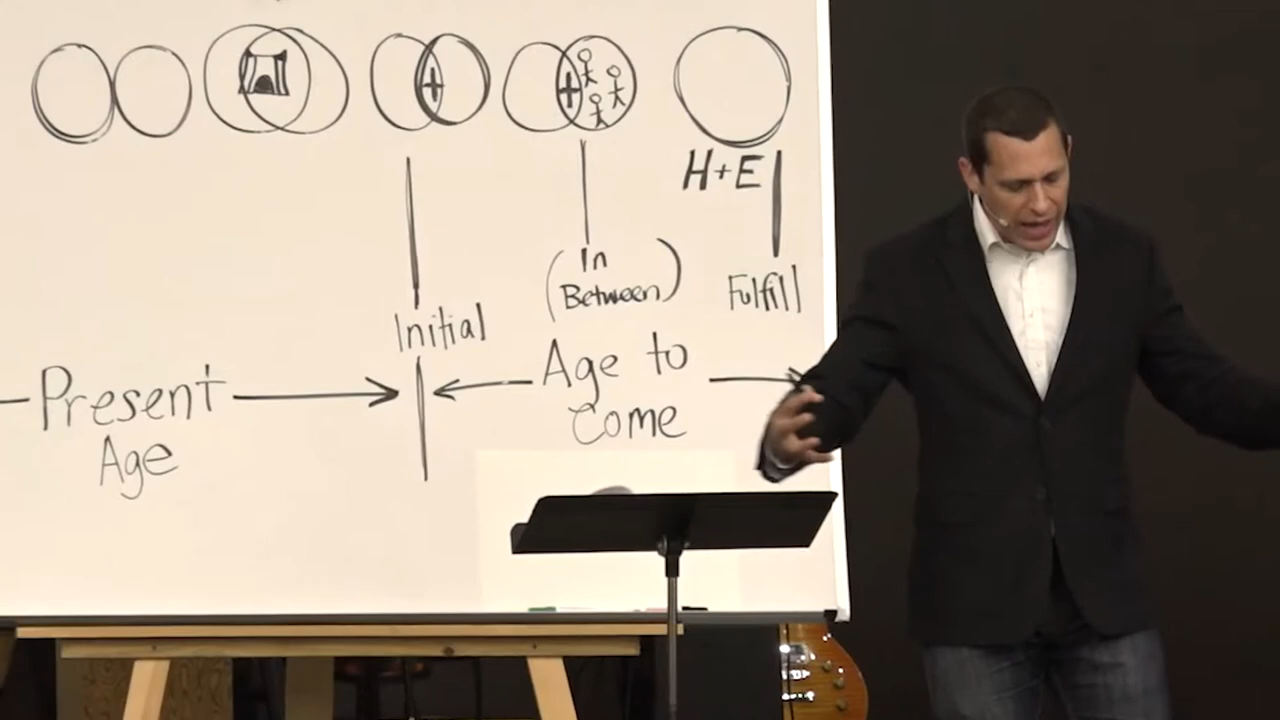 H+E
(In
Between)
Fulfill
Initial
Present
Age
Age to
Come